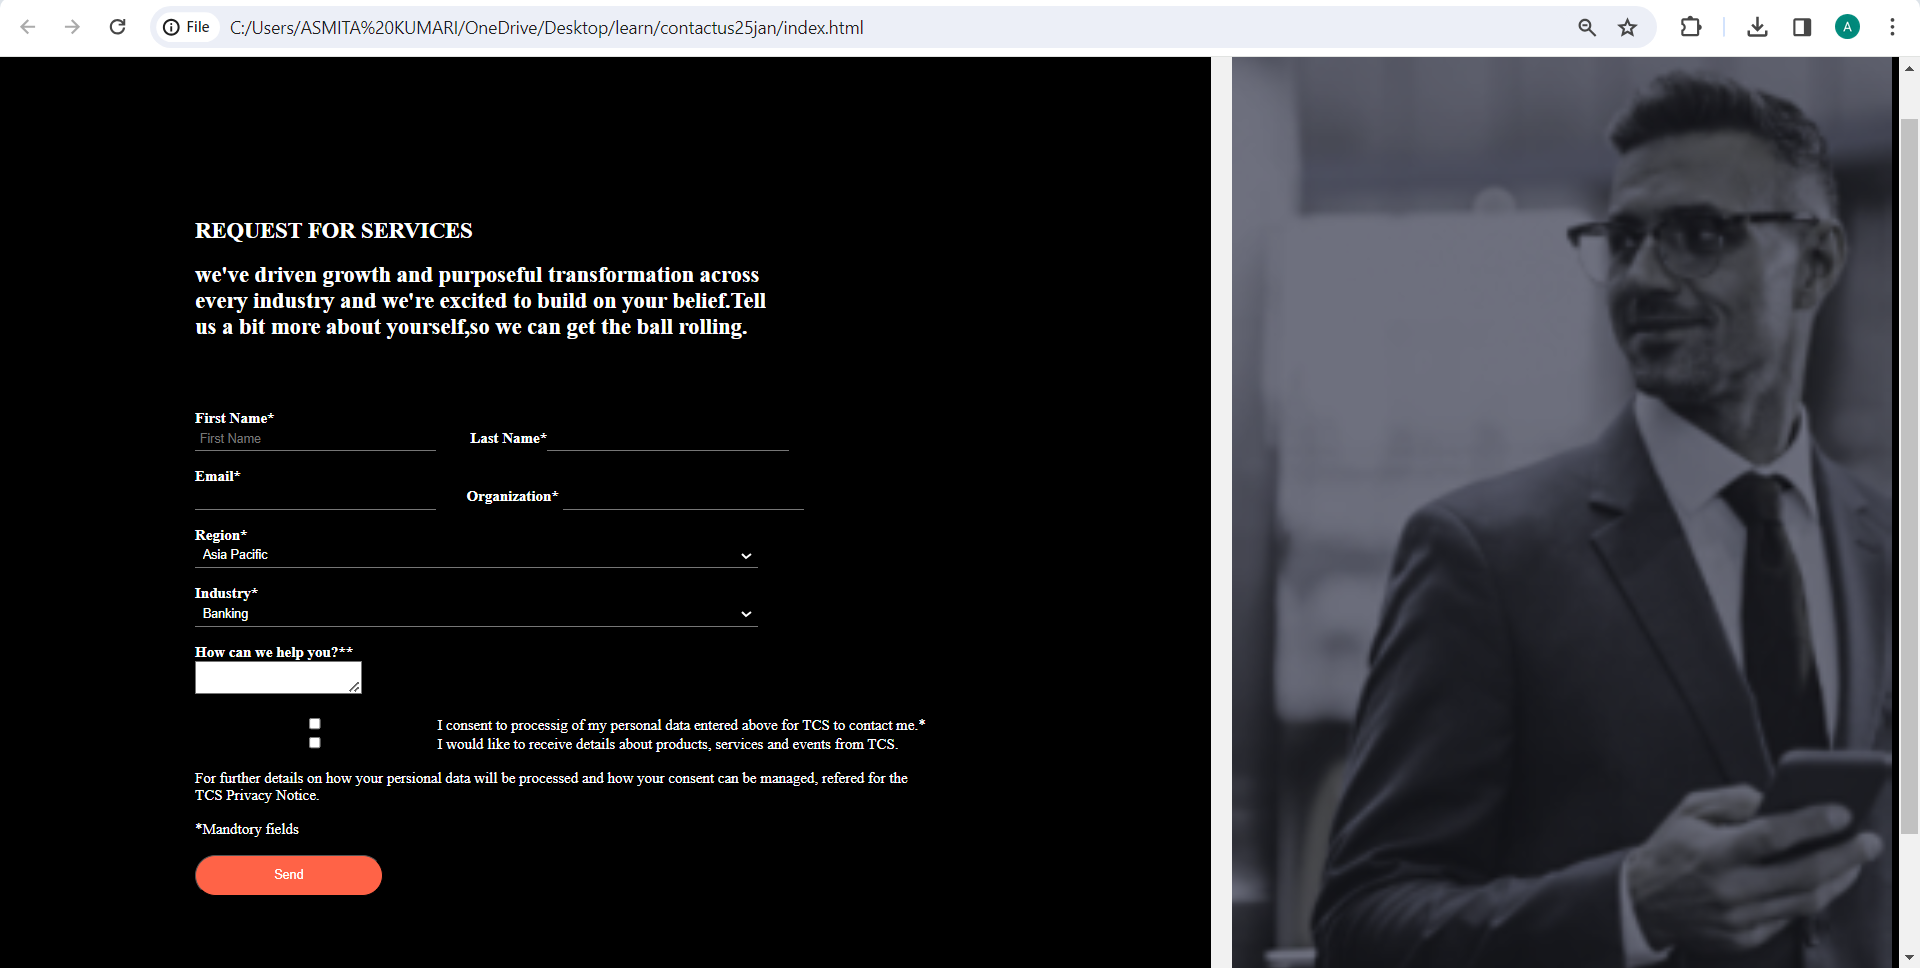 File C:/Users/ASMITA%20KUMARI/OneDrive/Desktop/learn/contactus25jan/index.html A
REQUEST FOR SERVICES
we've driven growth and purposeful transformation across
every industry and we're excited to build on your belief.Tell
us a bit more about yourself,so we can get the ball rolling.
First Name*
First Name Last Name*
Email*
Organization*
Region*
Asia Pacific
Industry*
Banking
How can we help you?**
I consent to processig of my personal data entered above for TCS to contact me.*
I would like to receive details about products, services and events from TCS.
For further details on how your persional data will be processed and how your consent can be managed, refered for the
TCS Privacy Notice.
*Mandtory fields
Send